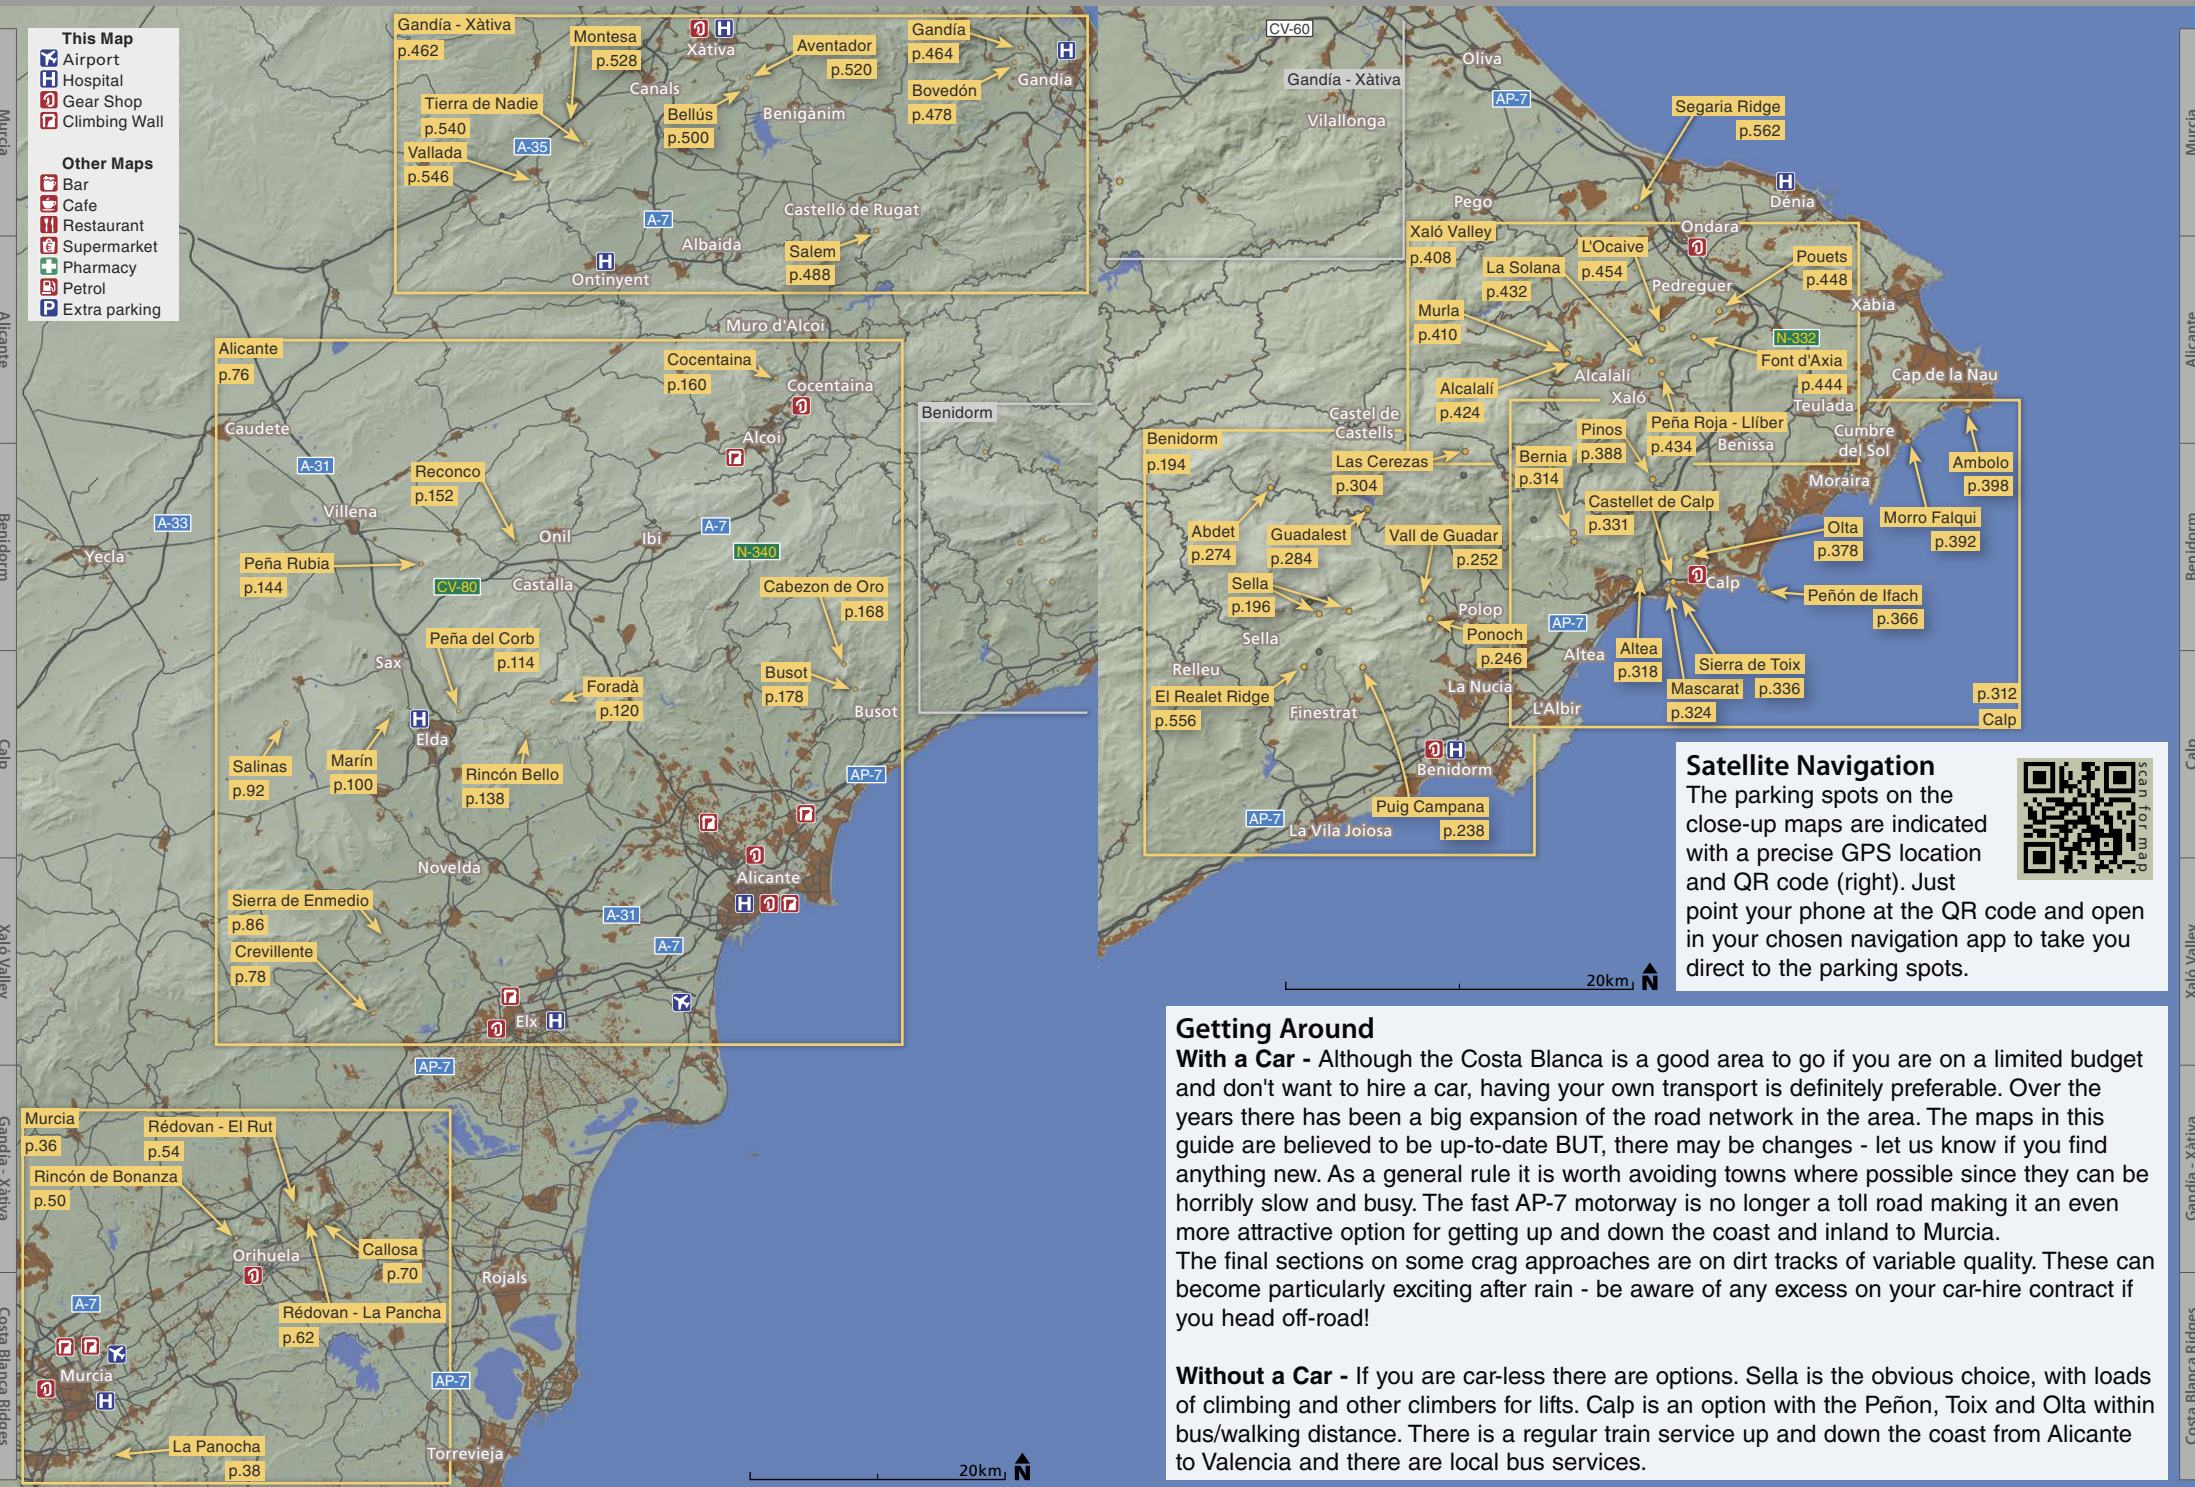 This Map
Airport
Hospital
Gear Shop
Climbing Wall
Other Maps
Bar
Cafe
Restaurant
Supermarket
Pharmacy
Petrol
Extra parking
Murcia
Alicante
Benidorm
Calp
Xaló Valley
Gandía - Xàtiva
Costa Blanca Ridges
Gandía - Xàtiva
p.462
Montesa
p.528
Xàtiva
Aventador
p.520
Gandía
p.464
Gandía
Bovedón
p.478
Canals
Tierra de Nadie
p.540
Bellús
p.500
Benigànim
A-35
Vallada
p.546
A-7
Castelló de Rugat
Albaida
Salem
p.488
Ontinyent
Muro d'Alcoi
Alicante
p.76
Cocentaina
p.160
Cocentaina
Caudete
Alcoi
Benidorm
A-31
Reconco
p.152
Villena
A-33
Onil
Ibi
A-7
N-340
Yecla
Peña Rubia
p.144
CV-80
Castalla
Cabezon de Oro
p.168
Peña del Corb
p.114
Sax
Foradà
p.120
Busot
p.178
Busot
Elda
Salinas
p.92
Marín
p.100
Rincón Bello
p.138
AP-7
Novelda
Alicante
Sierra de Enmedio
p.86
A-31
Crevillente
p.78
A-7
Elx
AP-7
Murcia
p.36
Rédovan - El Rut
p.54
Rincón de Bonanza
p.50
Orihuela
Callosa
p.70
Rojals
A-7
Rédovan - La Pancha
p.62
Murcia
AP-7
La Panocha
p.38
Torrevieja
20km
N
CV-60
Oliva
Gandía - Xàtiva
AP-7
Vilallonga
Segaria Ridge
p.562
Pego
Dénia
Xaló Valley
p.408
Ondara
L'Ocaive
p.454
La Solana
p.432
Pouets
p.448
Pedreguer
Xàbia
Murla
p.410
N-332
Font d'Axia
p.444
Alcalalí
Cap de la Nau
Alcalalí
p.424
Xaló
Teulada
Castel de
Castells
Peña Roja - Llíber
p.434
Benidorm
p.194
Pinos
p.388
Benissa
Cumbre
del Sol
Las Cerezas
p.304
Bernia
p.314
Ambolo
p.398
Moraira
Castellet de Calp
p.331
Abdet
p.274
Guadalest
p.284
Vall de Guadar
p.252
Olta
p.378
Morro Falqui
p.392
Sella
p.196
Calp
Peñón de Ifach
p.366
Polop
AP-7
Sella
Ponoch
p.246
Altea
Altea
p.318
Sierra de Toix
p.336
Relleu
La Nucia
Mascarat
p.324
El Realet Ridge
p.556
Finestrat
L'Albir
p.312
Calp
Benidorm
Puig Campana
p.238
AP-7
La Vila Joiosa
20km
N
Satellite Navigation
The parking spots on the
close-up maps are indicated
with a precise GPS location
and QR code (right). Just
point your phone at the QR code and open
in your chosen navigation app to take you
direct to the parking spots.
scan for map
Getting Around
With a Car - Although the Costa Blanca is a good area to go if you are on a limited budget
and don't want to hire a car, having your own transport is definitely preferable. Over the
years there has been a big expansion of the road network in the area. The maps in this
guide are believed to be up-to-date BUT, there may be changes - let us know if you find
anything new. As a general rule it is worth avoiding towns where possible since they can be
horribly slow and busy. The fast AP-7 motorway is no longer a toll road making it an even
more attractive option for getting up and down the coast and inland to Murcia.
The final sections on some crag approaches are on dirt tracks of variable quality. These can
become particularly exciting after rain - be aware of any excess on your car-hire contract if
you head off-road!
Without a Car - If you are car-less there are options. Sella is the obvious choice, with loads
of climbing and other climbers for lifts. Calp is an option with the Peñon, Toix and Olta within
bus/walking distance. There is a regular train service up and down the coast from Alicante
to Valencia and there are local bus services.
Murcia
Alicante
Benidorm
Calp
Xaló Valley
Gandía - Xàtiva
Costa Blanca Ridges